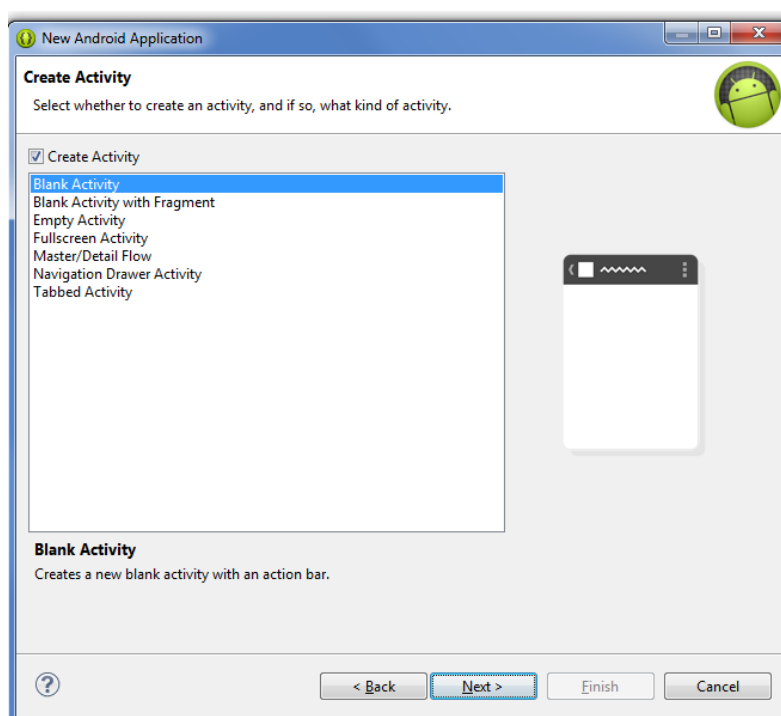 New Android Application
Create Activity
Select whether to create an activity, and if so, what kind of activity.
Create Activity
Blank Activity
Blank Activity with Fragment
Empty Activity
Fullscreen Activity
Master/Detail Flow
Navigation Drawer Activity
Tabbed Activity
Blank Activity
Creates a new blank activity with an action bar.
? < Back Next > Finish Cancel